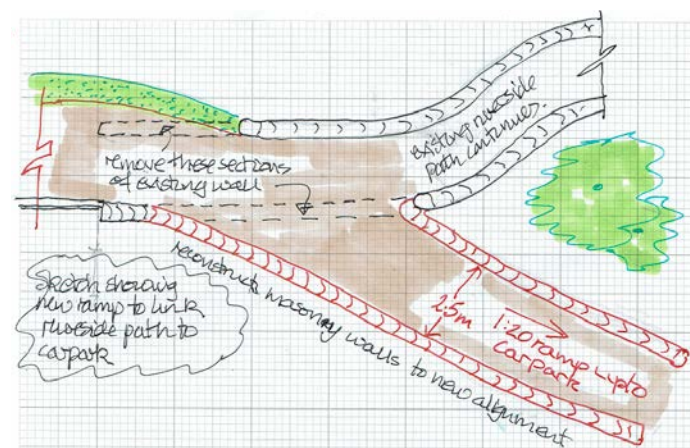 existing riverside
path continues.
remove these sections
of existing wall
Sketch showing
new ramp to link
riverside path to
carpark
reconstruct masonry walls to new alignment
2.5m
1:20 ramp up to
carpark